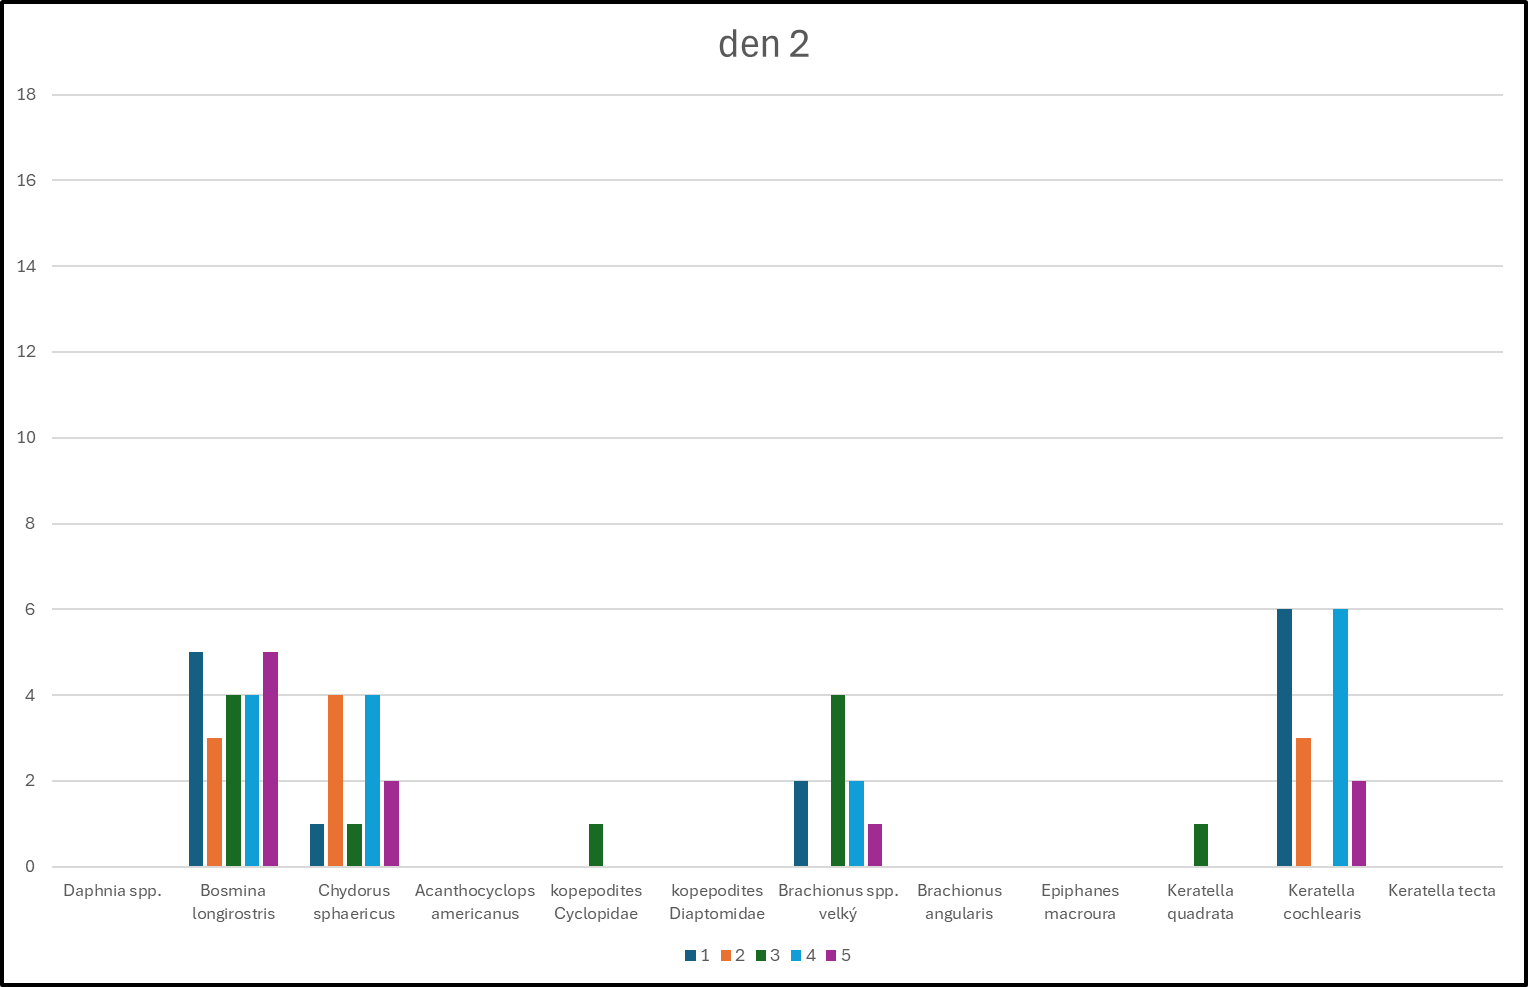 den 2
18
16
14
12
10
8
6
4
2
0
Daphnia spp.
Bosmina
longirostris
Chydorus
sphaericus
Acanthocyclops
americanus
kopepodites
Cyclopidae
kopepodites
Diaptomidae
Brachionus spp.
velký
Brachionus
angularis
Epiphanes
macroura
Keratella
quadrata
Keratella
cochlearis
Keratella tecta
1 2 3 4 5